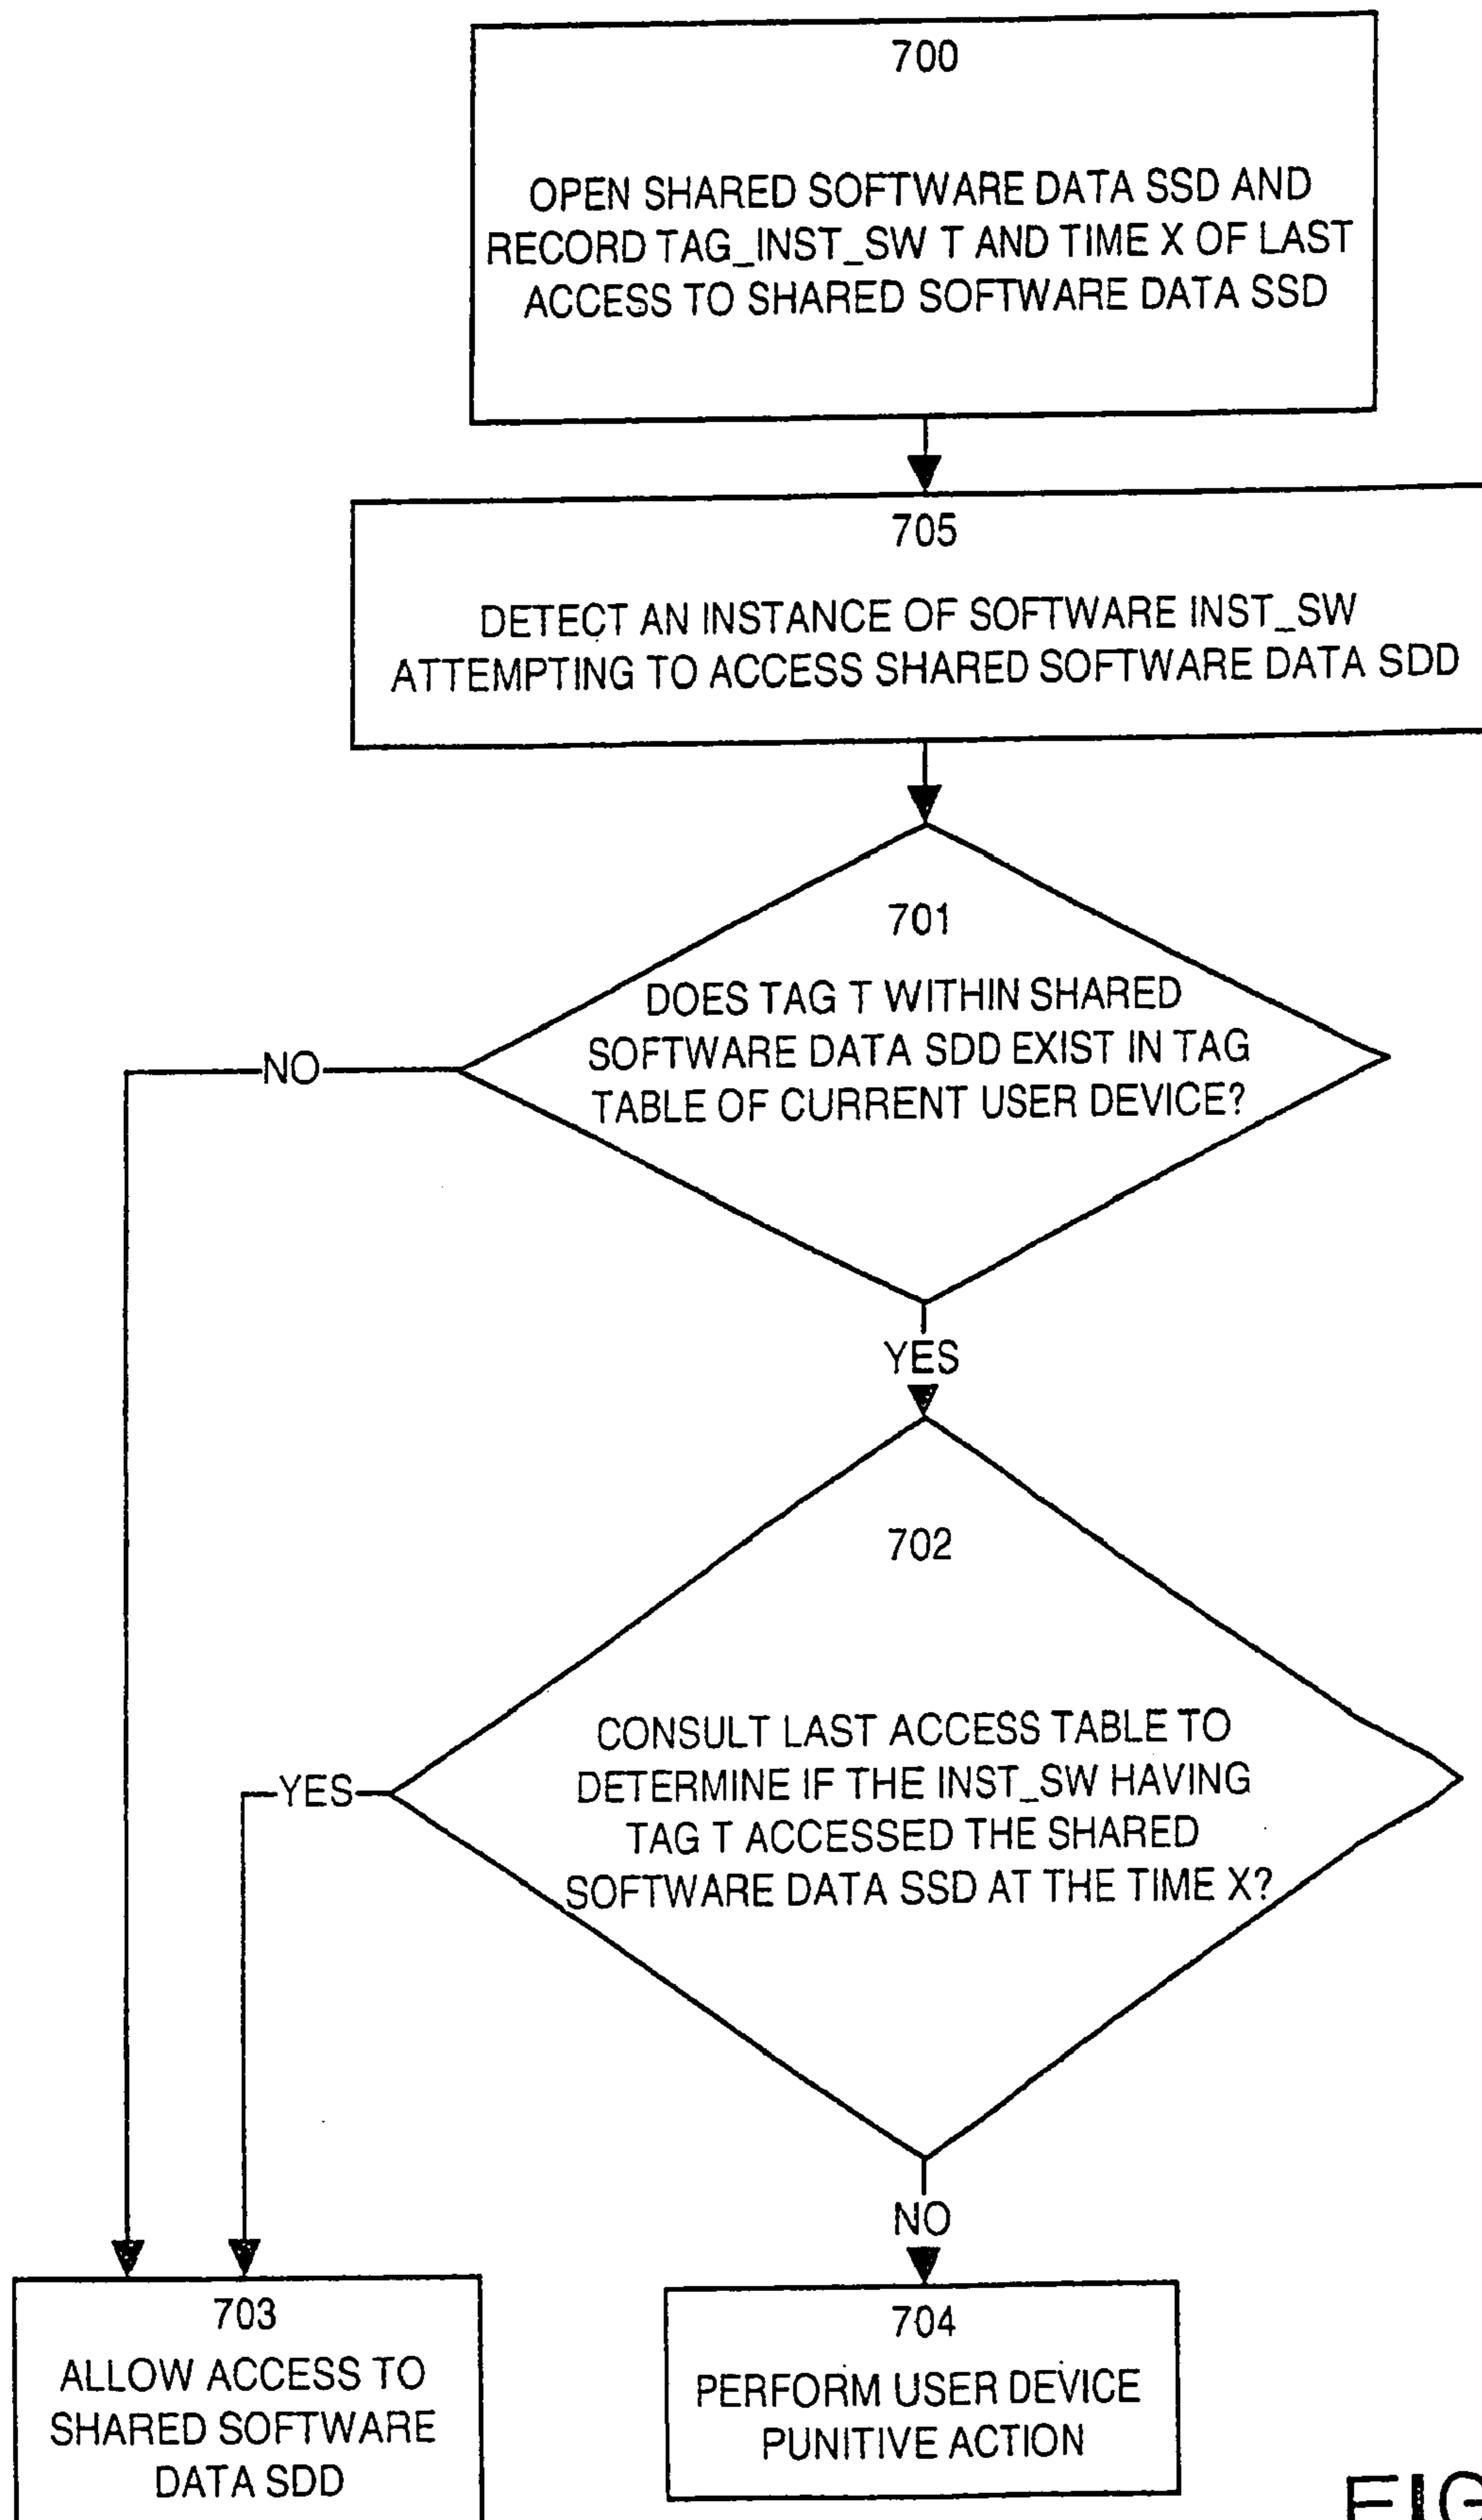 700
OPEN SHARED SOFTWARE DATA SSD AND
RECORD TAG_INST_SW T AND TIME X OF LAST
ACCESS TO SHARED SOFTWARE DATA SSD
705
DETECT AN INSTANCE OF SOFTWARE INST_SW
ATTEMPTING TO ACCESS SHARED SOFTWARE DATA SDD
701
DOES TAG T WITHIN SHARED
SOFTWARE DATA SDD EXIST IN TAG
TABLE OF CURRENT USER DEVICE?
NO
YES
702
CONSULT LAST ACCESS TABLE TO
DETERMINE IF THE INST_SW HAVING
TAG T ACCESSED THE SHARED
SOFTWARE DATA SSD AT THE TIME X?
YES
NO
703
ALLOW ACCESS TO
SHARED SOFTWARE
DATA SDD
704
PERFORM USER DEVICE
PUNITIVE ACTION